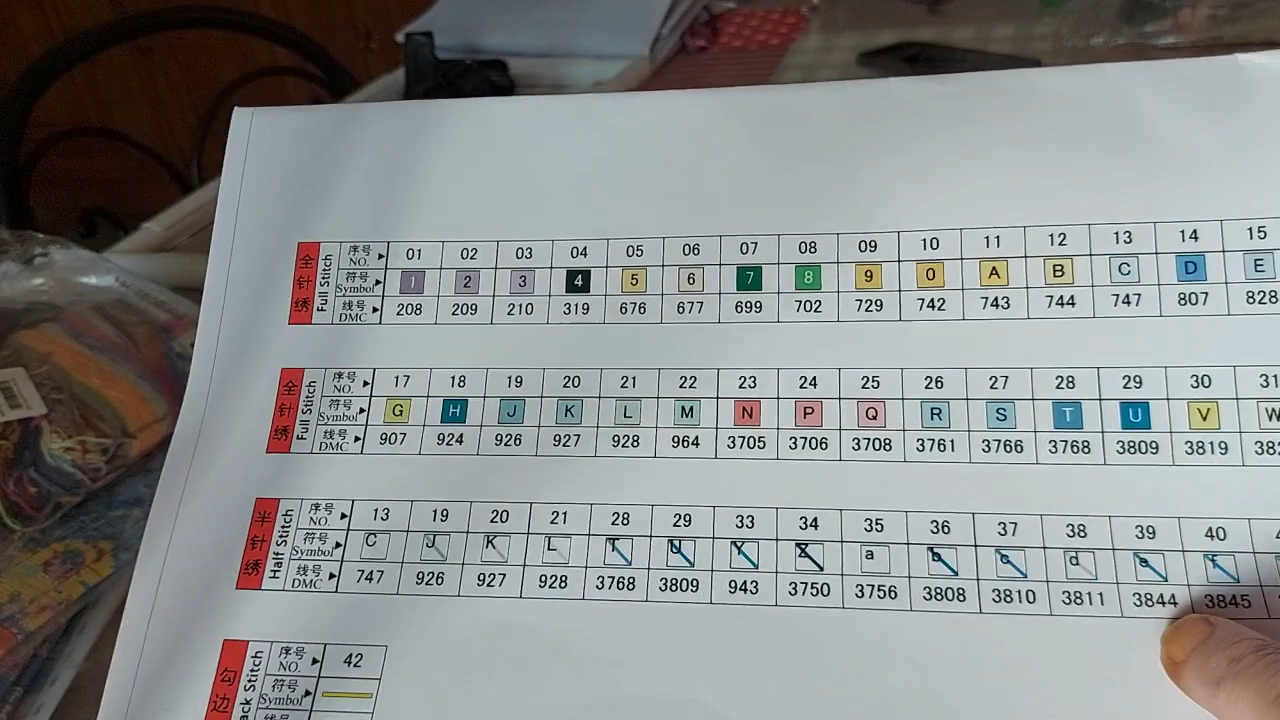 全针绣 Full Stitch
序号 NO. 01 02 03 04 05 06 07 08 09 10 11 12 13 14 15
符号 Symbol 1 2 3 4 5 6 7 8 9 0 A B C D E
线号 DMC 208 209 210 319 676 677 699 702 729 742 743 744 747 807 828
全针绣 Full Stitch
序号 NO. 17 18 19 20 21 22 23 24 25 26 27 28 29 30 31
符号 Symbol G H J K L M N P Q R S T U V W
线号 DMC 907 924 926 927 928 964 3705 3706 3708 3761 3766 3768 3809 3819
半针绣 Half Stitch
序号 NO. 13 19 20 21 28 29 33 34 35 36 37 38 39 40
符号 Symbol C J K L T U Y Z a b c d e f
线号 DMC 747 926 927 928 3768 3809 943 3750 3756 3808 3810 3811 3844 3845
勾边 Stitch
序号 NO. 42
符号 Symbol